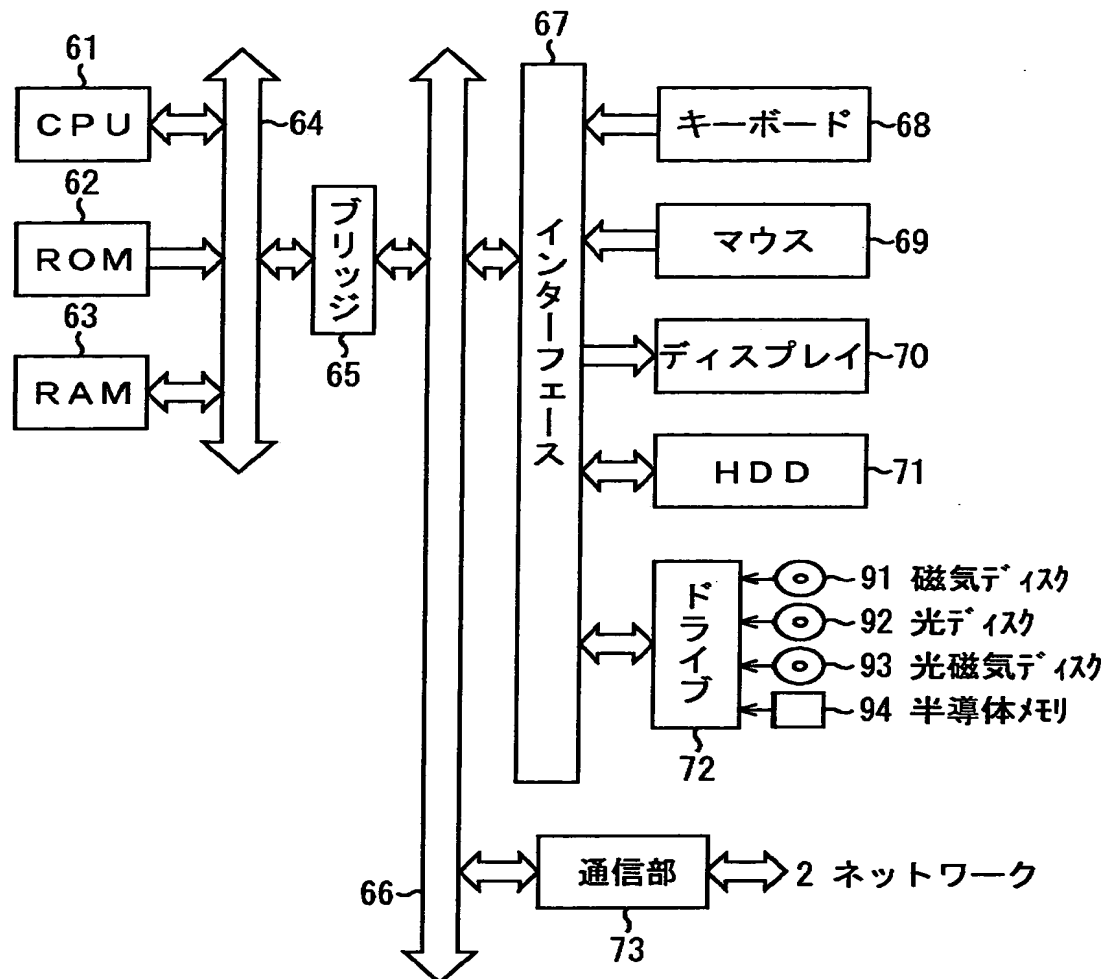 61
CPU
62
ROM
63
RAM
64
ブリッジ
65
66
67
インターフェース
キーボード 68
マウス 69
ディスプレイ 70
HDD 71
ドライブ
72
91 磁気ディスク
92 光ディスク
93 光磁気ディスク
94 半導体メモリ
通信部
73
2 ネットワーク